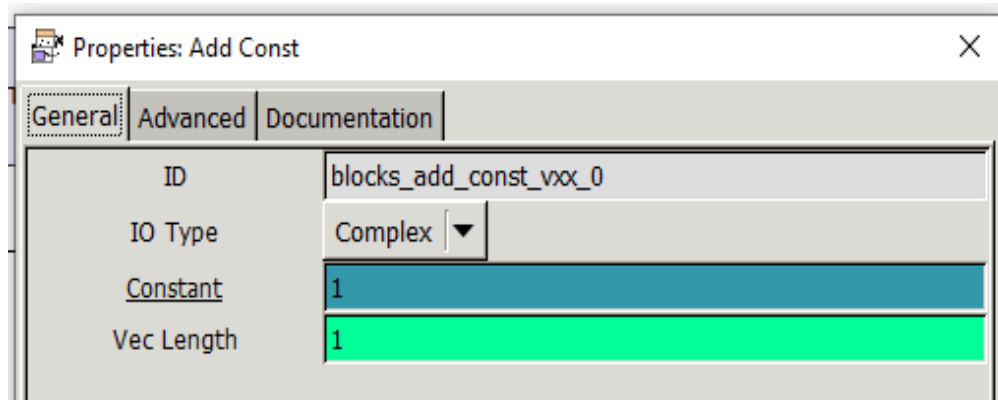 Properties: Add Const
General Advanced Documentation
ID blocks_add_const_vxx_0
IO Type Complex
Constant 1
Vec Length 1